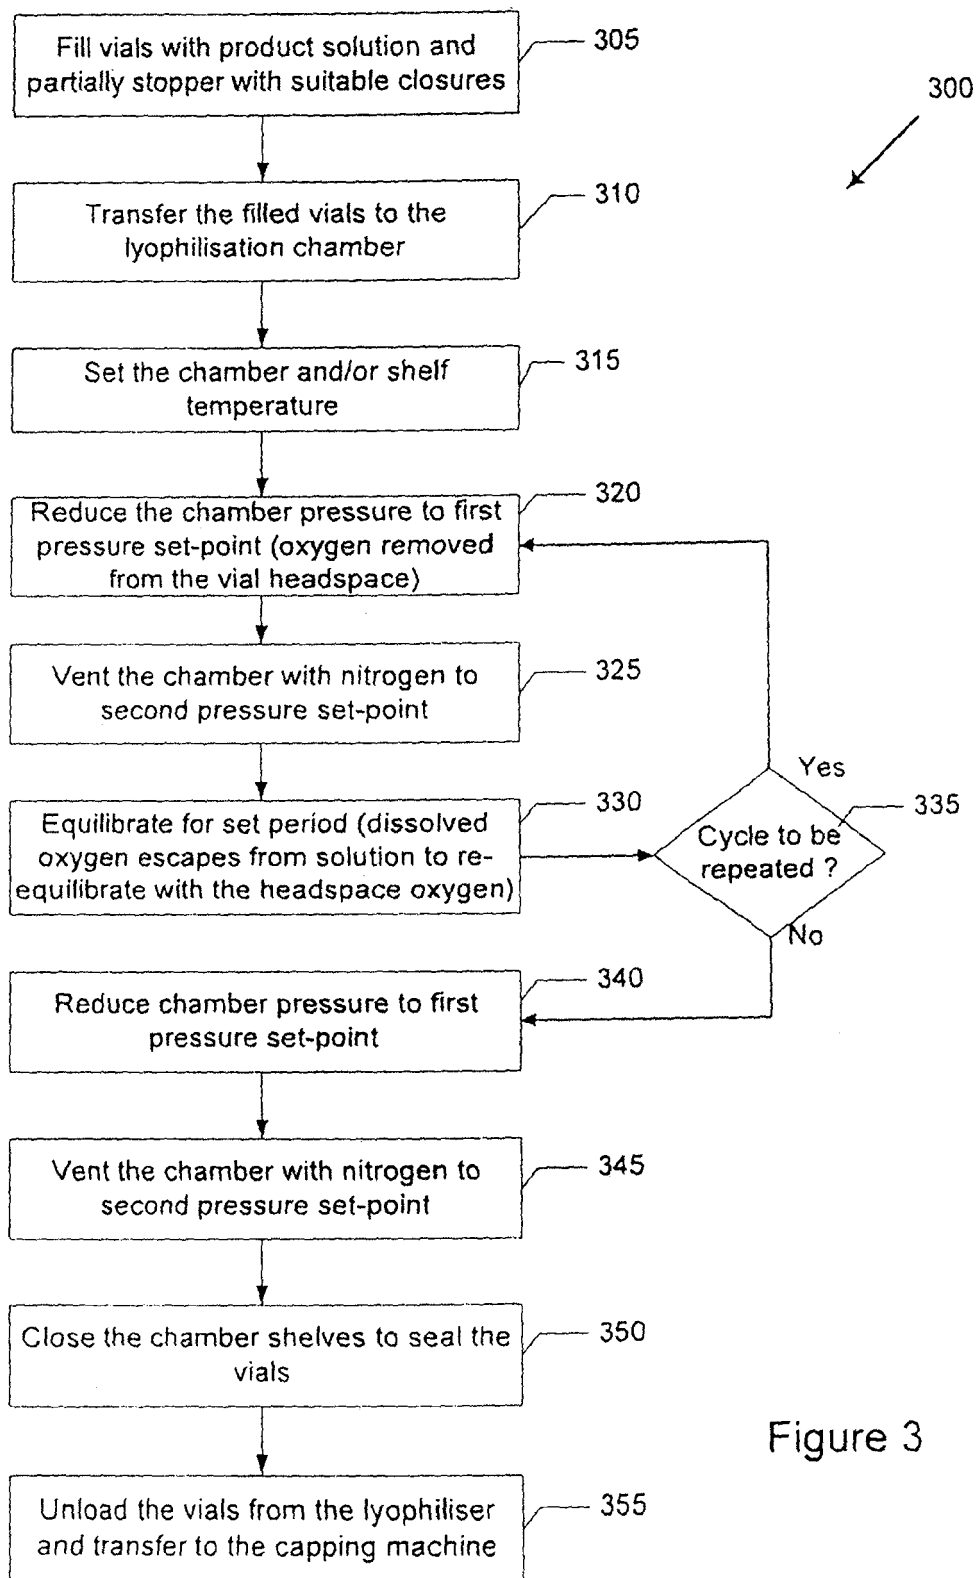 Fill vials with product solution and
partially stopper with suitable closures
305
300
Transfer the filled vials to the
lyophilisation chamber
310
Set the chamber and/or shelf
temperature
315
Reduce the chamber pressure to first
pressure set-point (oxygen removed
from the vial headspace)
320
Vent the chamber with nitrogen to
second pressure set-point
325
Equilibrate for set period (dissolved
oxygen escapes from solution to re-
equilibrate with the headspace oxygen)
330
Yes
Cycle to be
repeated ?
335
No
Reduce chamber pressure to first
pressure set-point
340
Vent the chamber with nitrogen to
second pressure set-point
345
Close the chamber shelves to seal the
vials
350
Unload the vials from the lyophiliser
and transfer to the capping machine
355
Figure 3